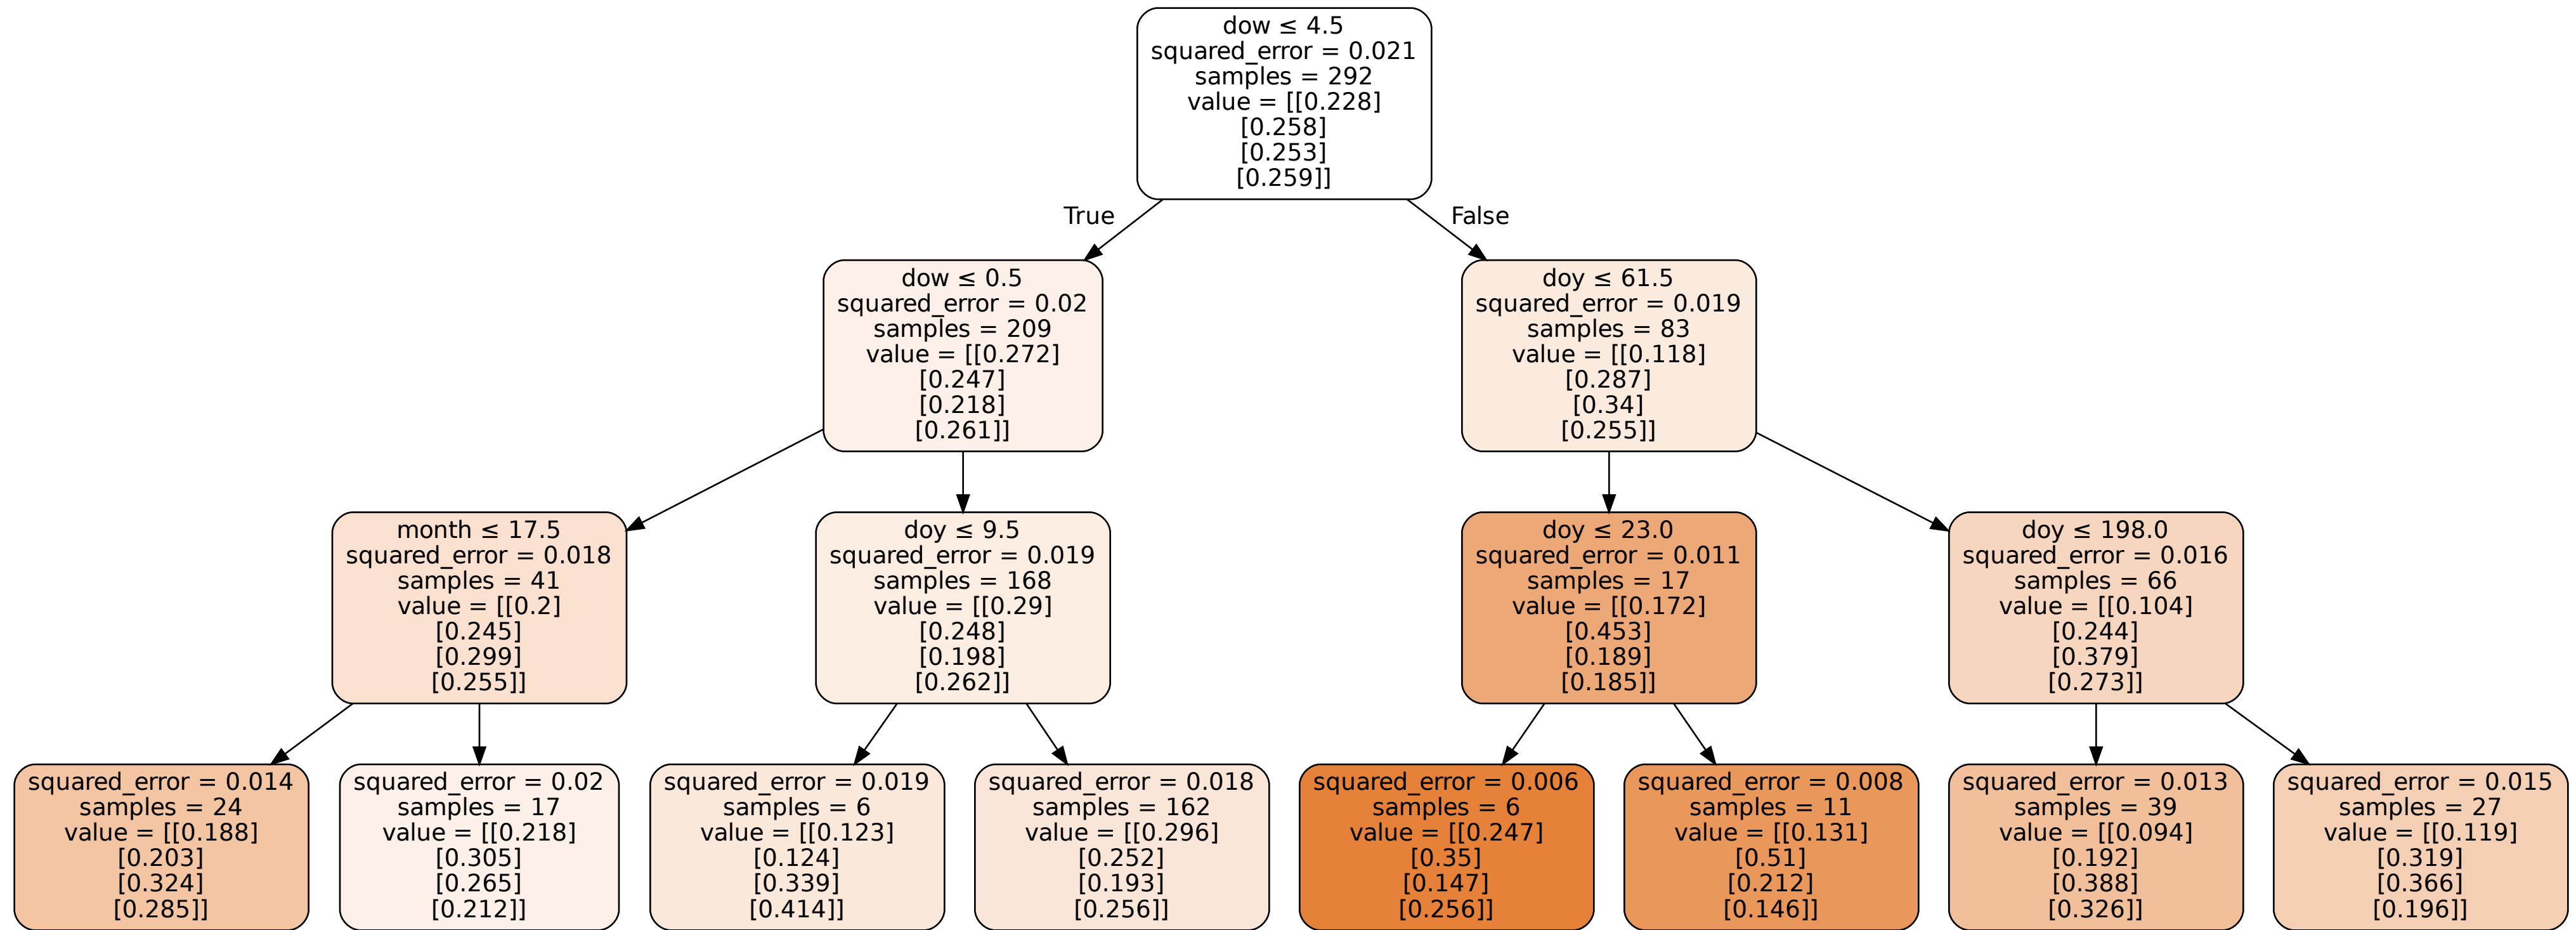 dow ≤ 4.5
squared_error = 0.021
samples = 292
value = [[0.228]
[0.258]
[0.253]
[0.259]]
True
False
dow ≤ 0.5
squared_error = 0.02
samples = 209
value = [[0.272]
[0.247]
[0.218]
[0.261]]
doy ≤ 61.5
squared_error = 0.019
samples = 83
value = [[0.118]
[0.287]
[0.34]
[0.255]]
month ≤ 17.5
squared_error = 0.018
samples = 41
value = [[0.2]
[0.245]
[0.299]
[0.255]]
doy ≤ 9.5
squared_error = 0.019
samples = 168
value = [[0.29]
[0.248]
[0.198]
[0.262]]
doy ≤ 23.0
squared_error = 0.011
samples = 17
value = [[0.172]
[0.453]
[0.189]
[0.185]]
doy ≤ 198.0
squared_error = 0.016
samples = 66
value = [[0.104]
[0.244]
[0.379]
[0.273]]
squared_error = 0.014
samples = 24
value = [[0.188]
[0.203]
[0.324]
[0.285]]
squared_error = 0.02
samples = 17
value = [[0.218]
[0.305]
[0.265]
[0.212]]
squared_error = 0.019
samples = 6
value = [[0.123]
[0.124]
[0.339]
[0.414]]
squared_error = 0.018
samples = 162
value = [[0.296]
[0.252]
[0.193]
[0.256]]
squared_error = 0.006
samples = 6
value = [[0.247]
[0.35]
[0.147]
[0.256]]
squared_error = 0.008
samples = 11
value = [[0.131]
[0.51]
[0.212]
[0.146]]
squared_error = 0.013
samples = 39
value = [[0.094]
[0.192]
[0.388]
[0.326]]
squared_error = 0.015
samples = 27
value = [[0.119]
[0.319]
[0.366]
[0.196]]